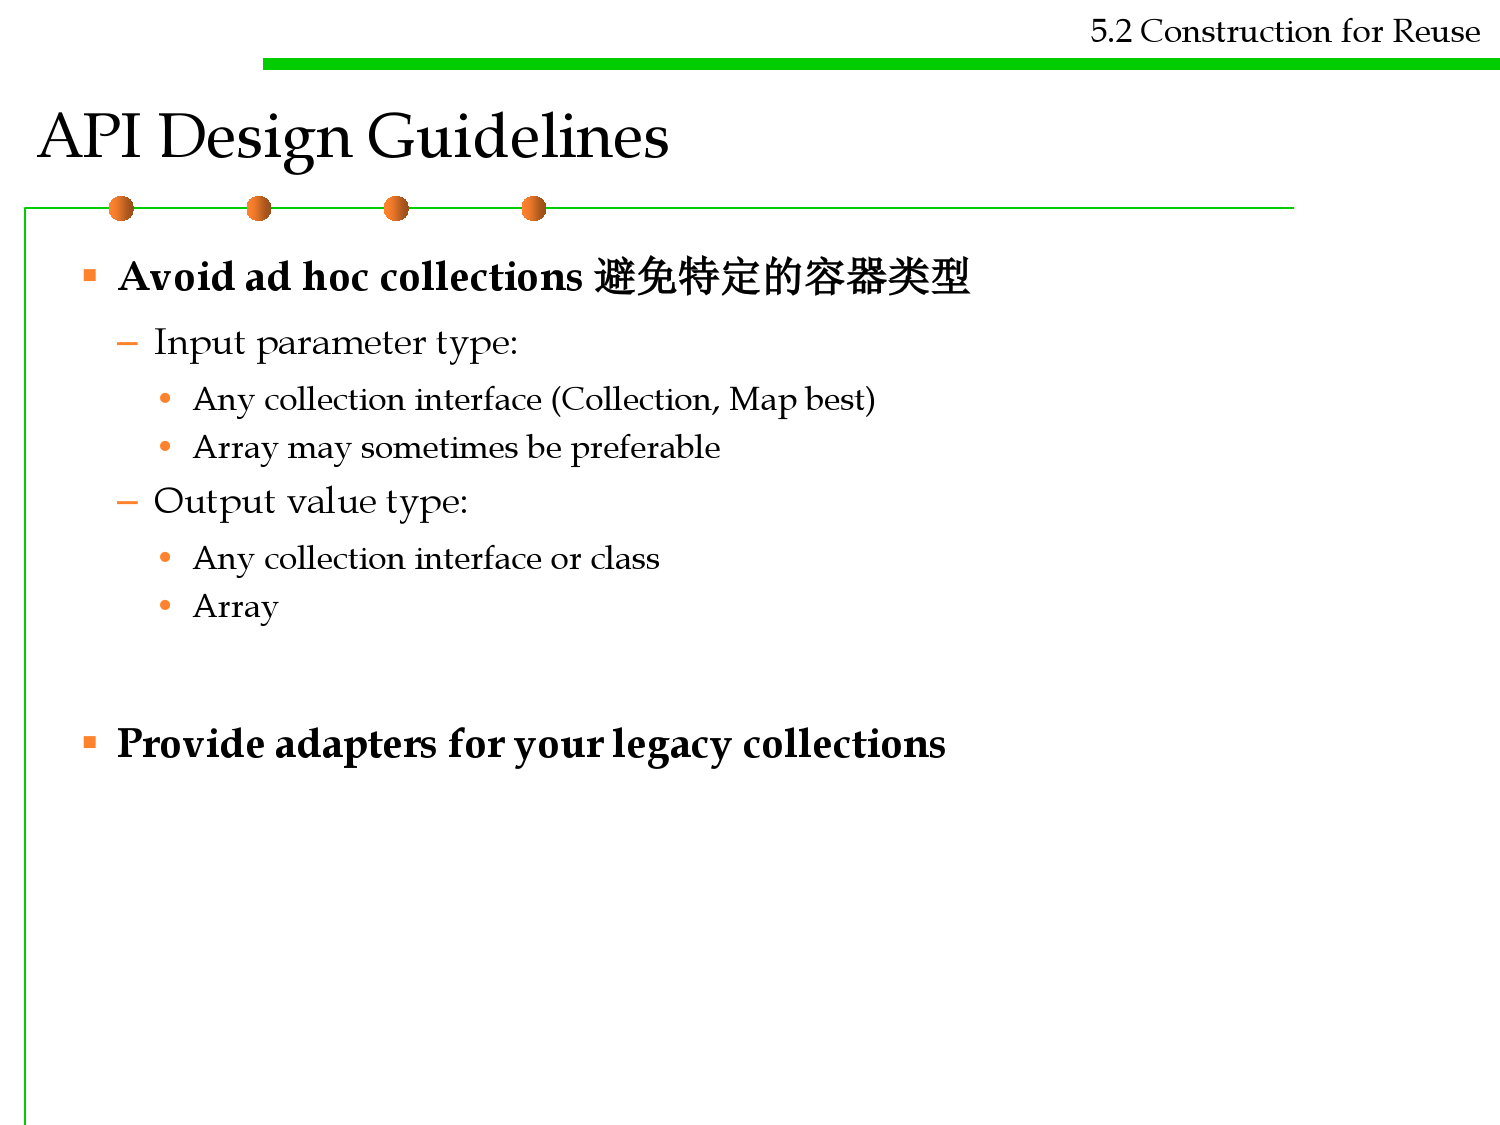 5.2 Construction for Reuse
API Design Guidelines
▪ Avoid ad hoc collections 避免特定的容器类型
– Input parameter type:
• Any collection interface (Collection, Map best)
• Array may sometimes be preferable
– Output value type:
• Any collection interface or class
• Array
▪ Provide adapters for your legacy collections